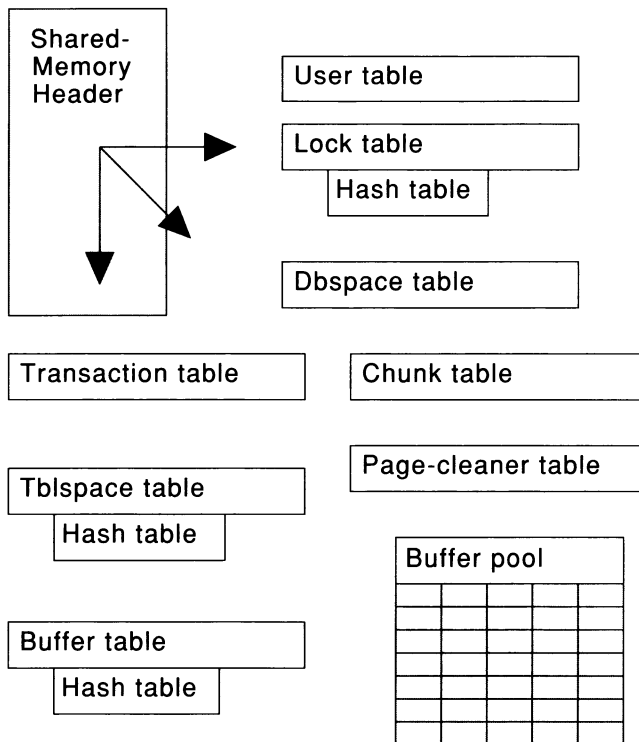 Shared-
Memory
Header
User table
Lock table
Hash table
Dbspace table
Transaction table
Chunk table
Tblspace table
Hash table
Page-cleaner table
Buffer pool
Buffer table
Hash table